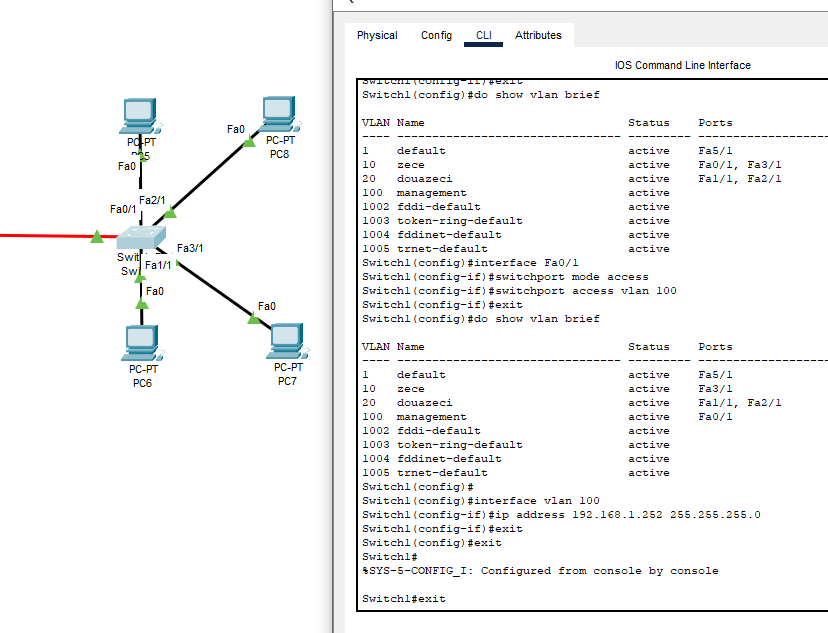 Physical Config CLI Attributes
IOS Command Line Interface
Switch1(config-if)#exit
Switch1(config)#do show vlan brief
VLAN Name Status Ports
---- -------------------------------- --------- -------------------------------
1 default active Fa5/1
10 zece active Fa0/1, Fa3/1
20 douazeci active Fa1/1, Fa2/1
100 management active
1002 fddi-default active
1003 token-ring-default active
1004 fddinet-default active
1005 trnet-default active
Switch1(config)#interface Fa0/1
Switch1(config-if)#switchport mode access
Switch1(config-if)#switchport access vlan 100
Switch1(config-if)#exit
Switch1(config)#do show vlan brief
VLAN Name Status Ports
---- -------------------------------- --------- -------------------------------
1 default active Fa5/1
10 zece active Fa3/1
20 douazeci active Fa1/1, Fa2/1
100 management active Fa0/1
1002 fddi-default active
1003 token-ring-default active
1004 fddinet-default active
1005 trnet-default active
Switch1(config)#
Switch1(config)#interface vlan 100
Switch1(config-if)#ip address 192.168.1.252 255.255.255.0
Switch1(config-if)#exit
Switch1(config)#exit
Switch1#
%SYS-5-CONFIG_I: Configured from console by console
Switch1#exit
PC-PT
Fa0
Fa0
PC-PT
PC8
Fa2/1
Fa0/1
Fa3/1
Swit
Swi
Fa1/1
Fa0
PC-PT
PC6
Fa0
PC-PT
PC7